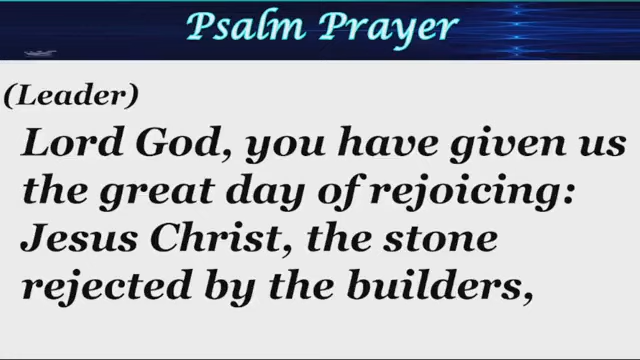 Psalm Prayer
(Leader)
Lord God, you have given us
the great day of rejoicing:
Jesus Christ, the stone
rejected by the builders,